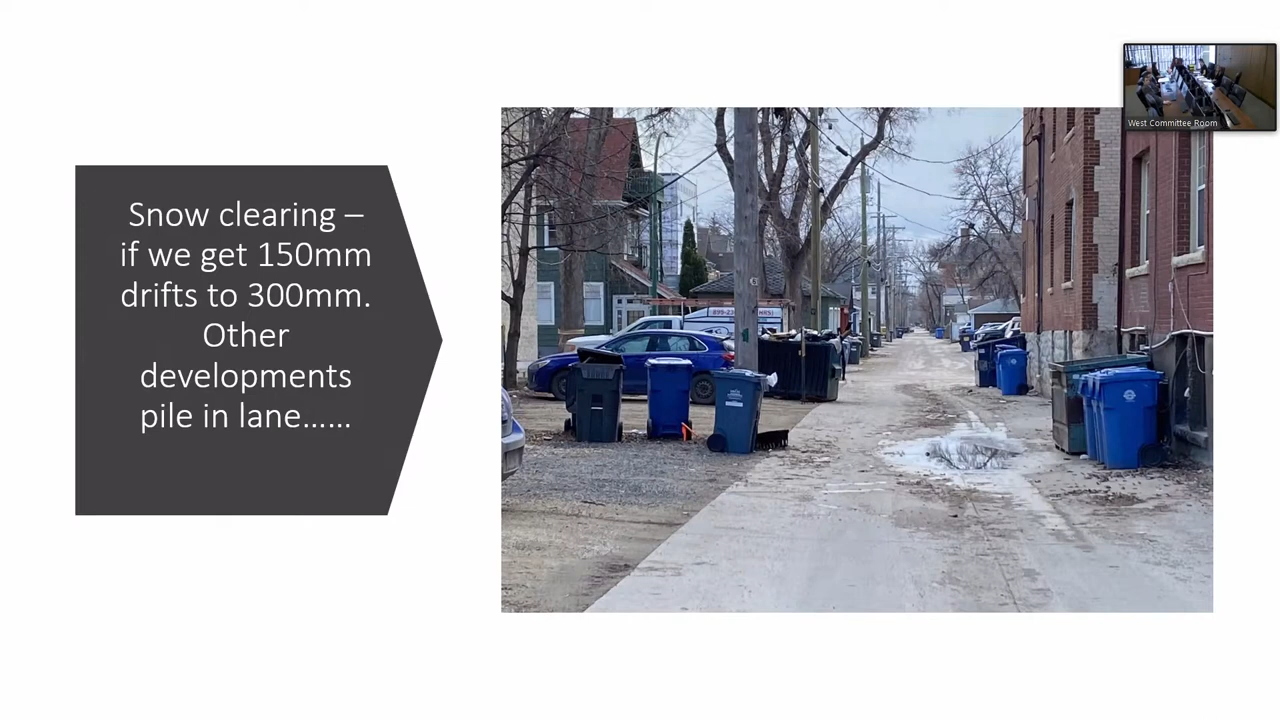 Snow clearing –
if we get 150mm
drifts to 300mm.
Other
developments
pile in lane……
West Committee Room